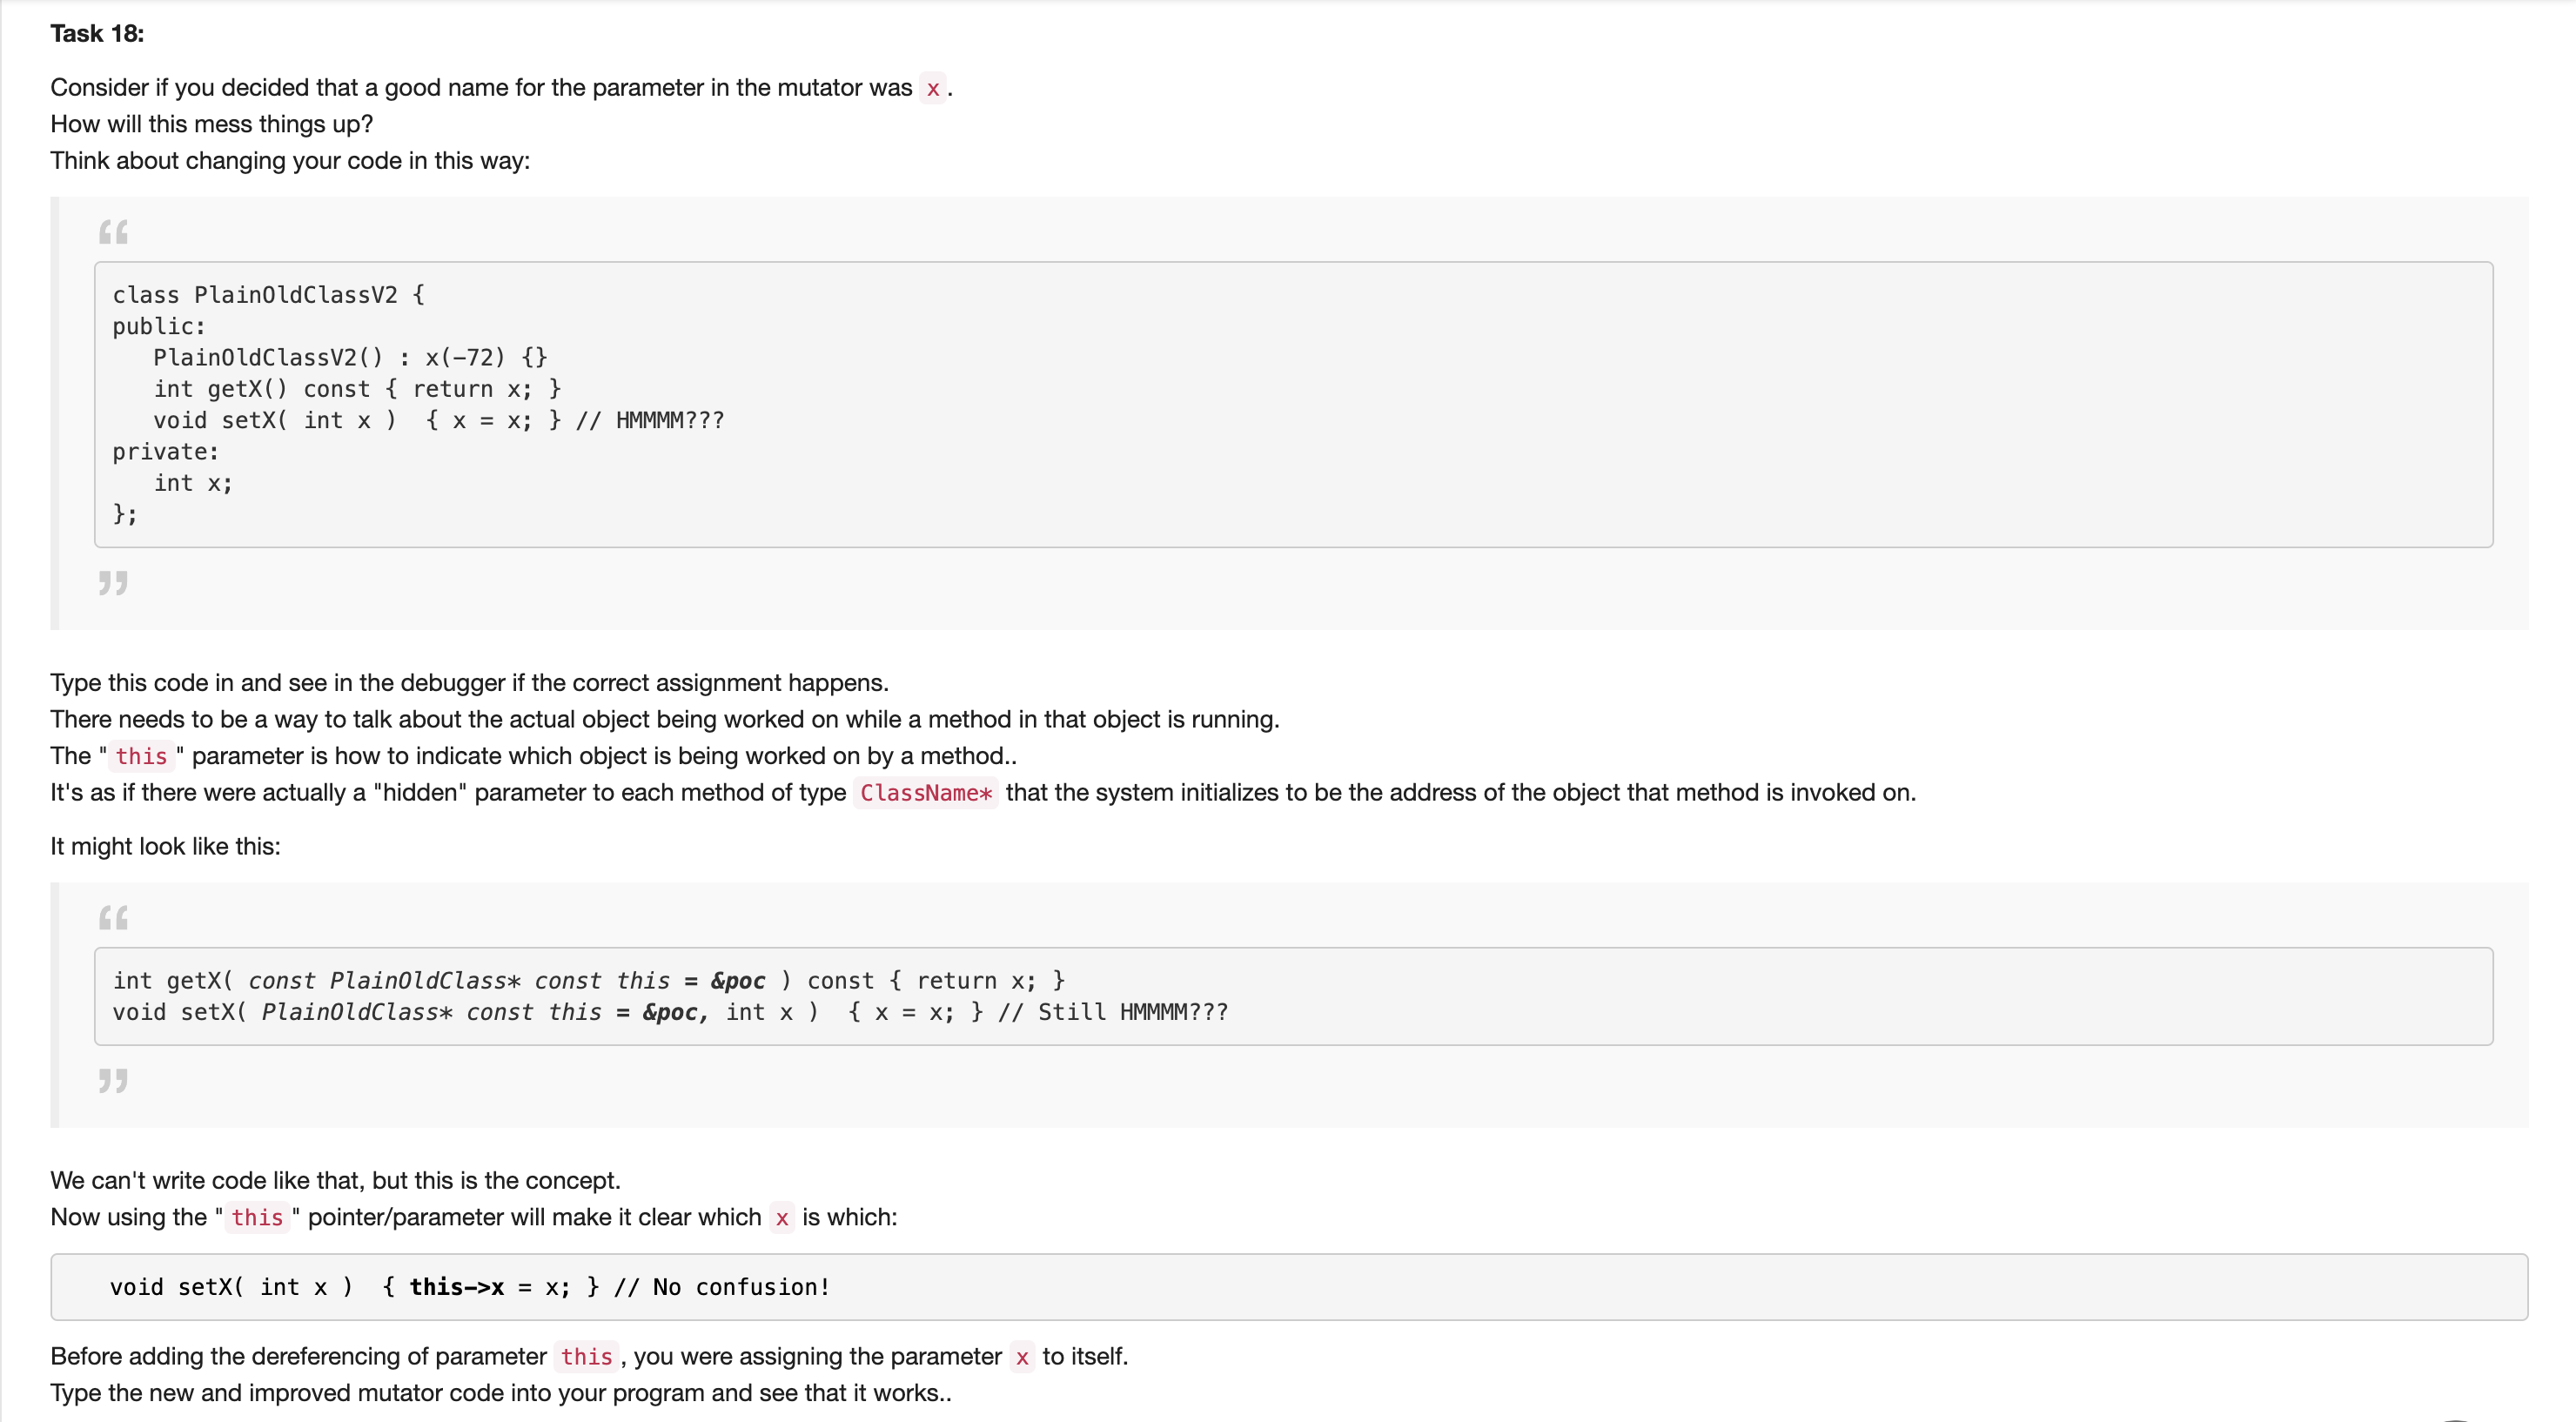 Task 18:
Consider if you decided that a good name for the parameter in the mutator was x.
How will this mess things up?
Think about changing your code in this way:
“
class PlainOldClassV2 {
public:
   PlainOldClassV2() : x(-72) {}
   int getX() const { return x; }
   void setX( int x )  { x = x; } // HMMMM???
private:
   int x;
};
”
Type this code in and see in the debugger if the correct assignment happens.
There needs to be a way to talk about the actual object being worked on while a method in that object is running.
The "this" parameter is how to indicate which object is being worked on by a method..
It's as if there were actually a "hidden" parameter to each method of type ClassName* that the system initializes to be the address of the object that method is invoked on.
It might look like this:
“
int getX( const PlainOldClass* const this = &poc ) const { return x; }
void setX( PlainOldClass* const this = &poc, int x )  { x = x; } // Still HMMMM???
”
We can't write code like that, but this is the concept.
Now using the "this" pointer/parameter will make it clear which x is which:
   void setX( int x )  { this->x = x; } // No confusion!
Before adding the dereferencing of parameter this, you were assigning the parameter x to itself.
Type the new and improved mutator code into your program and see that it works..